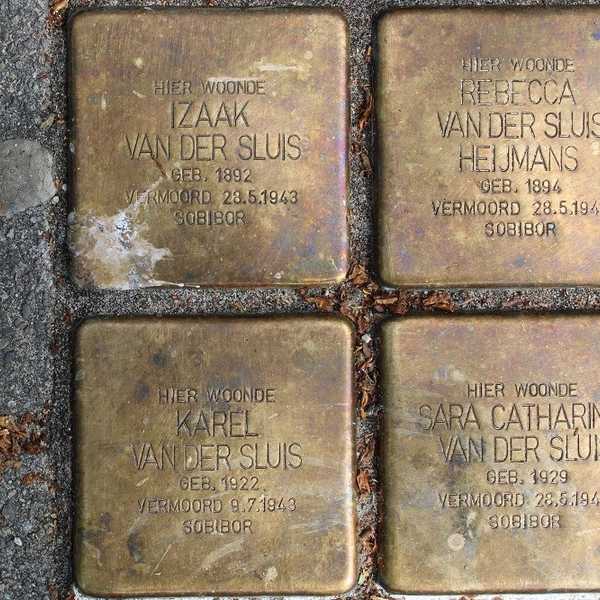 HIER WOONDE
IZAAK
VAN DER SLUIS
GEB. 1892
VERMOORD 28.5.1943
SOBIBOR
HIER WOONDE
REBECCA
VAN DER SLUIS
HEIJMANS
GEB. 1894
VERMOORD 28.5.194
SOBIBOR
HIER WOONDE
KAREL
VAN DER SLUIS
GEB. 1922
VERMOORD 9.7.1943
SOBIBOR
HIER WOONDE
SARA CATHARIN
VAN DER SLUI
GEB. 1929
VERMOORD 28.5.194
SOBIBOR